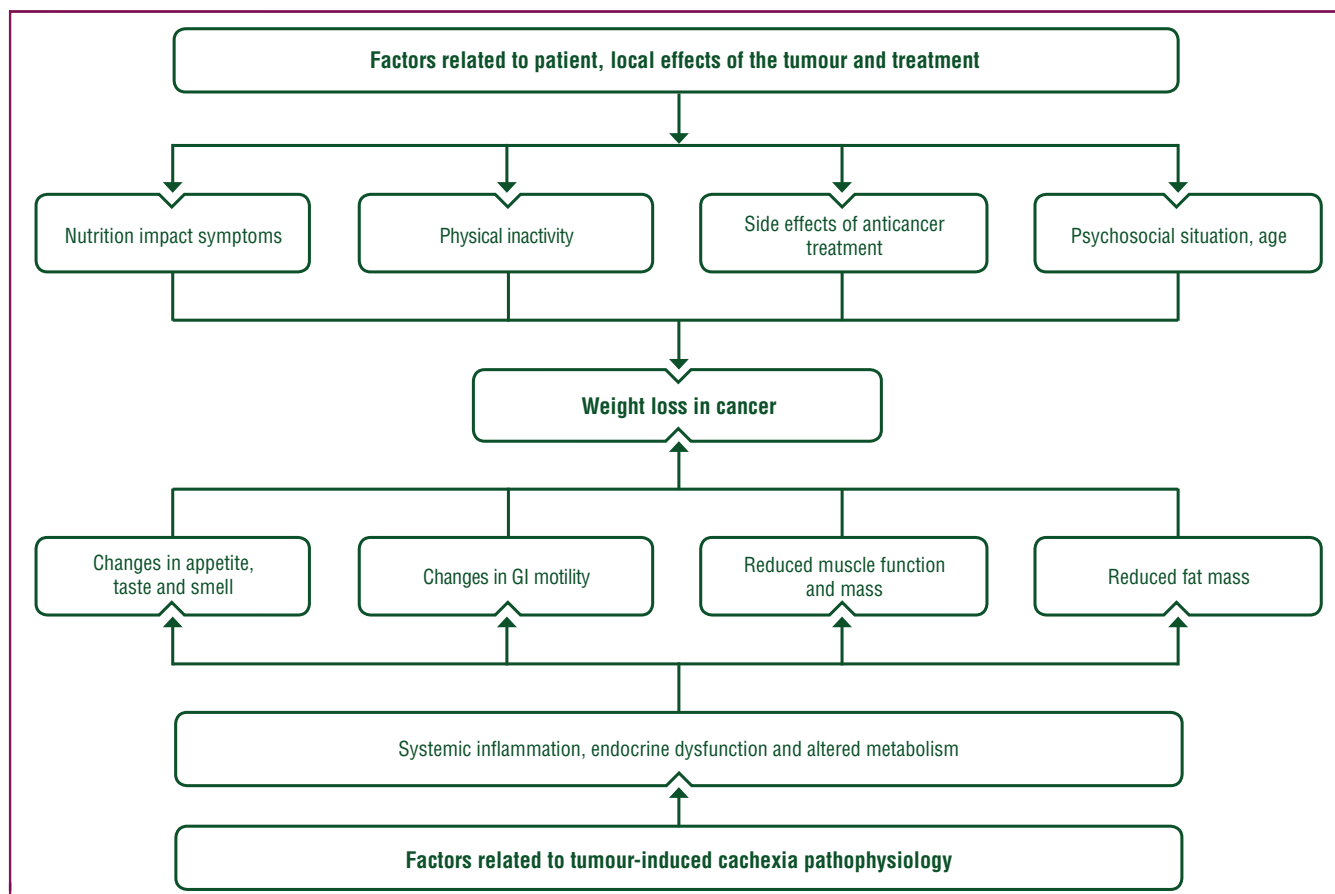 Factors related to patient, local effects of the tumour and treatment
Nutrition impact symptoms
Physical inactivity
Side effects of anticancer
treatment
Psychosocial situation, age
Weight loss in cancer
Changes in appetite,
taste and smell
Changes in GI motility
Reduced muscle function
and mass
Reduced fat mass
Systemic inflammation, endocrine dysfunction and altered metabolism
Factors related to tumour-induced cachexia pathophysiology